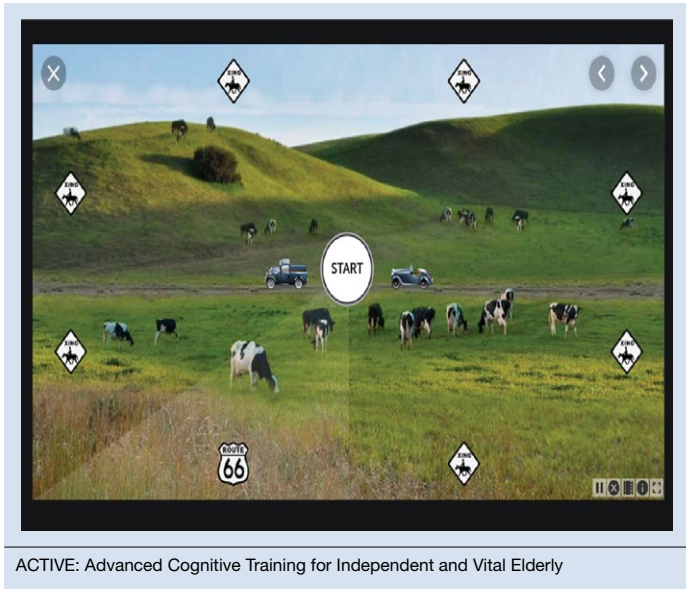 XING
XING
XING
XING
START
XING
XING
ROUTE
66
XING
ACTIVE: Advanced Cognitive Training for Independent and Vital Elderly